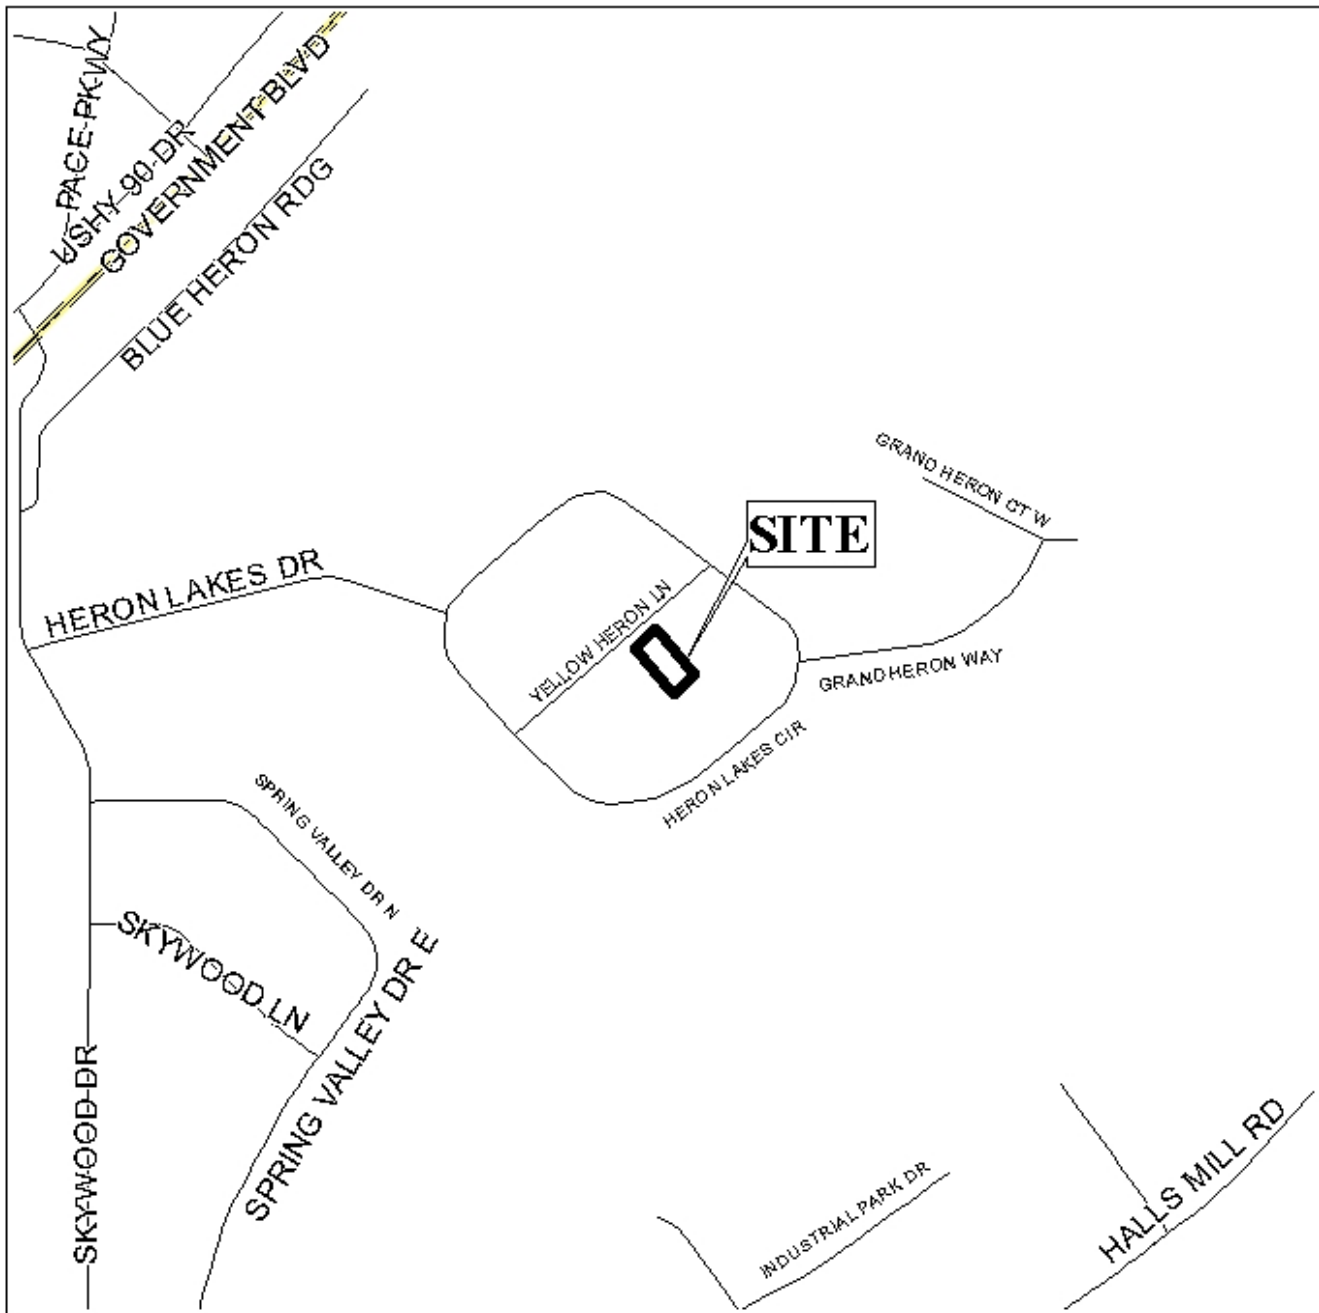 PACE PKWY
USHY 90 DR
GOVERNMENT BLVD
BLUE HERON RDG
GRAND HERON CT W
SITE
HERON LAKES DR
YELLOW HERON LN
GRAND HERON WAY
HERON LAKES CIR
SPRING VALLEY DR N
SKYWOOD LN
SPRING VALLEY DR E
SKYWOOD DR
INDUSTRIAL PARK DR
HALLS MILL RD